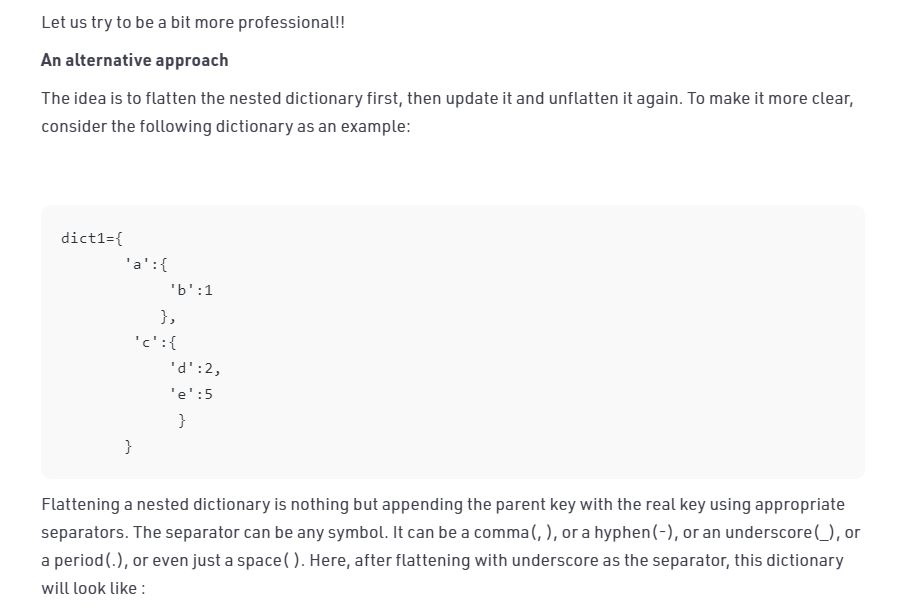 Let us try to be a bit more professional!!
An alternative approach
The idea is to flatten the nested dictionary first, then update it and unflatten it again. To make it more clear,
consider the following dictionary as an example:
dict1={
'a':{
'b':1
},
'c':{
'd':2,
'e':5
}
}
Flattening a nested dictionary is nothing but appending the parent key with the real key using appropriate
separators. The separator can be any symbol. It can be a comma(, ), or a hyphen(-), or an underscore(_), or
a period(.), or even just a space( ). Here, after flattening with underscore as the separator, this dictionary
will look like :